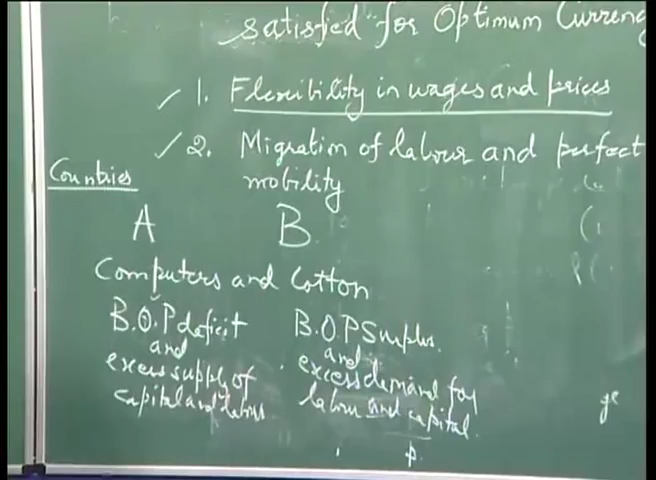 satisfied for Optimum Currenc
1. Flexibility in wages and prices
2. Migration of labour and perfect
mobility
Countries
A B
Computers and Cotton
B.O.P deficit B.O.P Surplus.
and and
excess supply of excess demand for
capital and labour labour and capital.